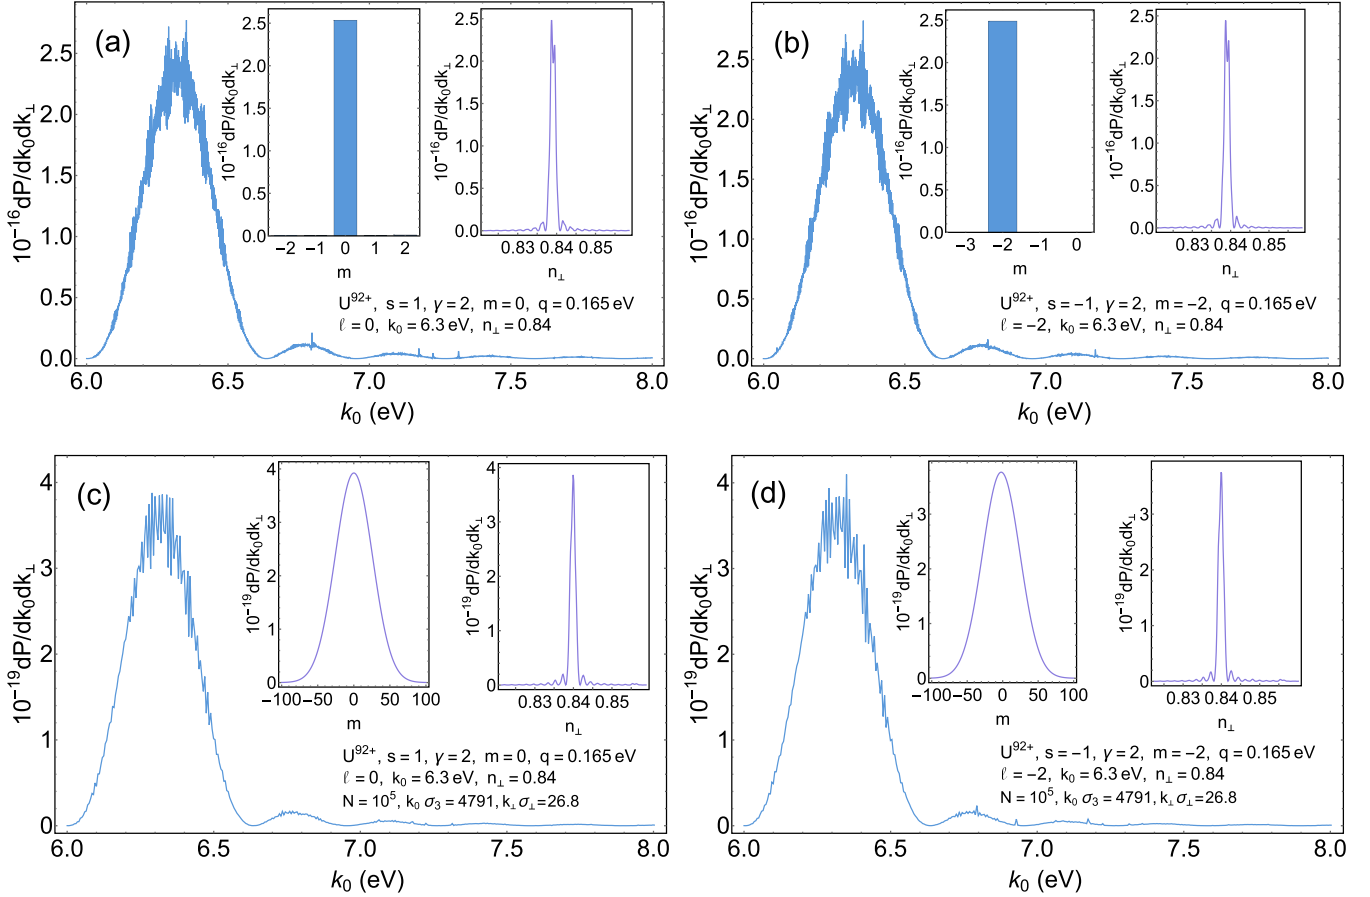 (a)
10⁻¹⁶dP/dk₀dk⊥
2.5
2.0
1.5
1.0
0.5
0.0
6.0 6.5 7.0 7.5 8.0
k₀ (eV)
10⁻¹⁶dP/dk₀dk⊥
2.5
2.0
1.5
1.0
0.5
0.0
−2 −1 0 1 2
m
10⁻¹⁶dP/dk₀dk⊥
2.5
2.0
1.5
1.0
0.5
0.0
0.83 0.84 0.85
n⊥
U⁹²⁺, s = 1, γ = 2, m = 0, q = 0.165 eV
ℓ = 0, k₀ = 6.3 eV, n⊥ = 0.84
(b)
10⁻¹⁶dP/dk₀dk⊥
2.5
2.0
1.5
1.0
0.5
0.0
6.0 6.5 7.0 7.5 8.0
k₀ (eV)
10⁻¹⁶dP/dk₀dk⊥
2.5
2.0
1.5
1.0
0.5
0.0
−3 −2 −1 0
m
10⁻¹⁶dP/dk₀dk⊥
2.5
2.0
1.5
1.0
0.5
0.0
0.83 0.84 0.85
n⊥
U⁹²⁺, s = −1, γ = 2, m = −2, q = 0.165 eV
ℓ = −2, k₀ = 6.3 eV, n⊥ = 0.84
(c)
10⁻¹⁹dP/dk₀dk⊥
4
3
2
1
0
6.0 6.5 7.0 7.5 8.0
k₀ (eV)
10⁻¹⁹dP/dk₀dk⊥
4
3
2
1
0
−100 −50 0 50 100
m
10⁻¹⁹dP/dk₀dk⊥
4
3
2
1
0
0.83 0.84 0.85
n⊥
U⁹²⁺, s = 1, γ = 2, m = 0, q = 0.165 eV
ℓ = 0, k₀ = 6.3 eV, n⊥ = 0.84
N = 10⁵, k₀ σ₃ = 4791, k⊥ σ⊥=26.8
(d)
10⁻¹⁹dP/dk₀dk⊥
4
3
2
1
0
6.0 6.5 7.0 7.5 8.0
k₀ (eV)
10⁻¹⁹dP/dk₀dk⊥
3
2
1
0
−100 −50 0 50 100
m
10⁻¹⁹dP/dk₀dk⊥
4
3
2
1
0
0.83 0.84 0.85
n⊥
U⁹²⁺, s = −1, γ = 2, m = −2, q = 0.165 eV
ℓ = −2, k₀ = 6.3 eV, n⊥ = 0.84
N = 10⁵, k₀ σ₃ = 4791, k⊥ σ⊥=26.8